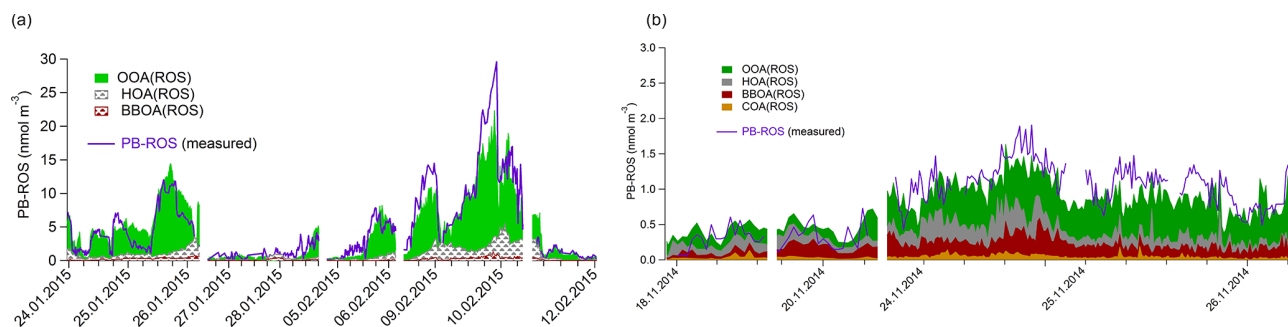 (a)
PB-ROS (nmol m⁻³)
30
25
20
15
10
5
0
OOA(ROS)
HOA(ROS)
BBOA(ROS)
PB-ROS (measured)
24.01.2015
25.01.2015
26.01.2015
27.01.2015
28.01.2015
05.02.2015
06.02.2015
09.02.2015
10.02.2015
12.02.2015
(b)
PB-ROS (nmol m⁻³)
3.0
2.5
2.0
1.5
1.0
0.5
0.0
OOA(ROS)
HOA(ROS)
BBOA(ROS)
COA(ROS)
PB-ROS (measured)
18.11.2014
20.11.2014
24.11.2014
25.11.2014
26.11.2014